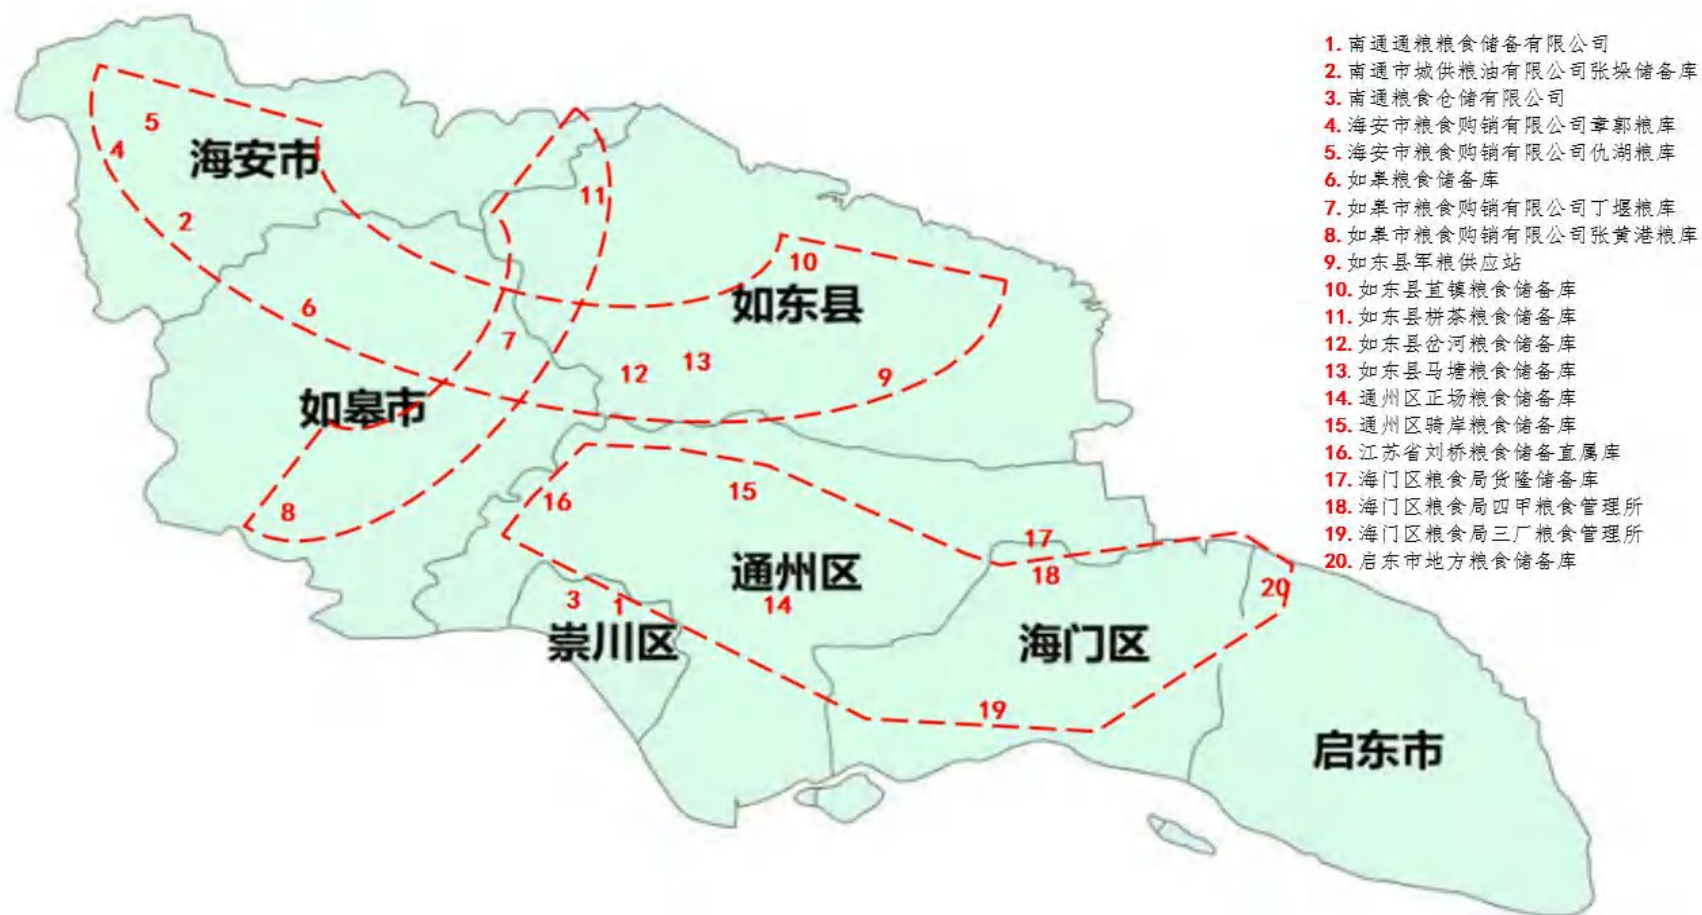 1. 南通通粮粮食储备有限公司
2. 南通市城供粮油有限公司张垛储备库
3. 南通粮食仓储有限公司
4. 海安市粮食购销有限公司章郭粮库
5. 海安市粮食购销有限公司仇湖粮库
6. 如皋粮食储备库
7. 如皋市粮食购销有限公司丁堰粮库
8. 如皋市粮食购销有限公司张黄港粮库
9. 如东县军粮供应站
10. 如东县苴镇粮食储备库
11. 如东县栟茶粮食储备库
12. 如东县岔河粮食储备库
13. 如东县马塘粮食储备库
14. 通州区正场粮食储备库
15. 通州区骑岸粮食储备库
16. 江苏省刘桥粮食储备直属库
17. 海门区粮食局货隆储备库
18. 海门区粮食局四甲粮食管理所
19. 海门区粮食局三厂粮食管理所
20. 启东市地方粮食储备库
5
海安市
4
11
2
10
6
如东县
7
13
12
9
如皋市
15
16
8
17
通州区
18
20
3
1
14
崇川区
海门区
19
启东市